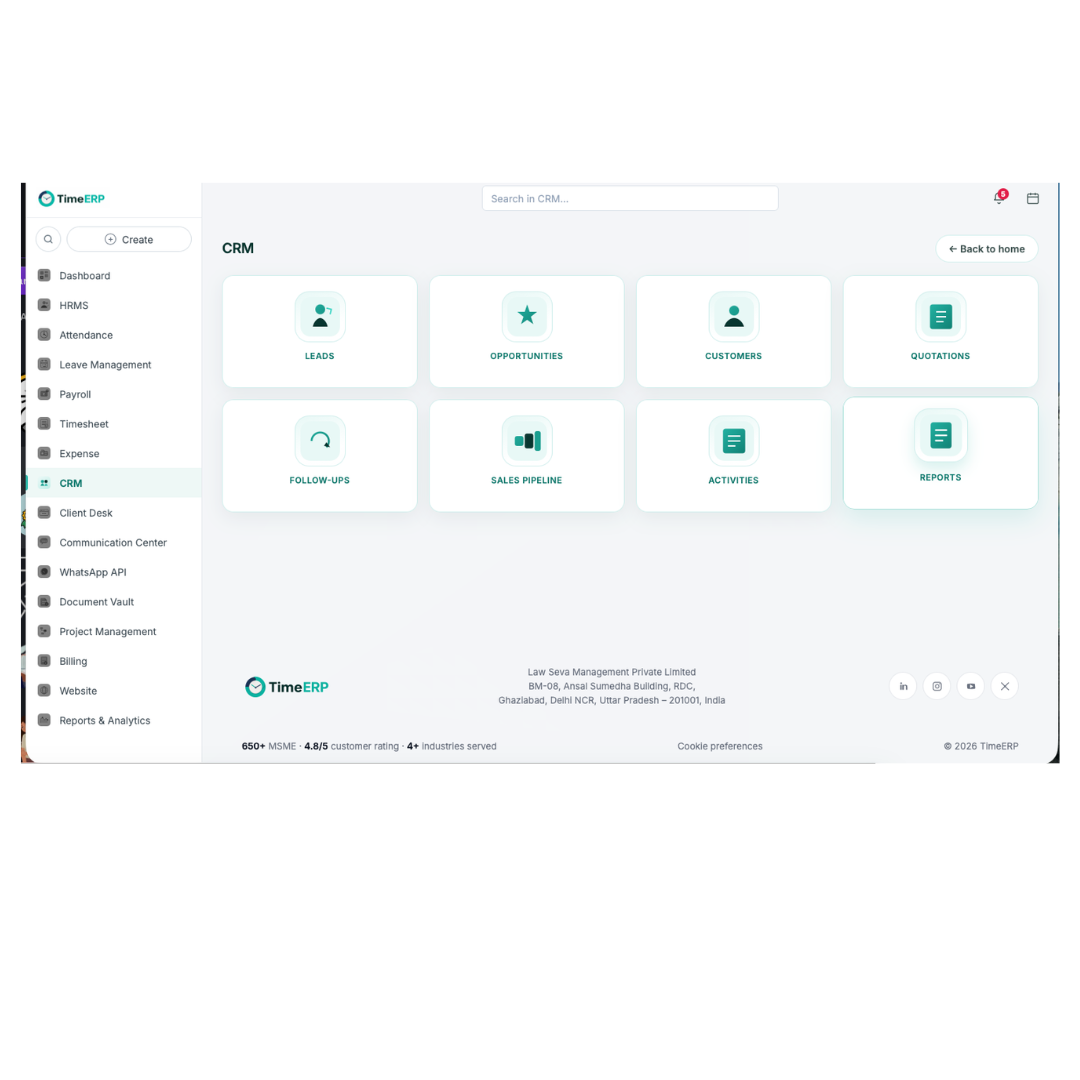 TimeERP
Search in CRM...
5
Create
CRM
← Back to home
Dashboard
HRMS
Attendance
Leave Management
Payroll
Timesheet
Expense
CRM
Client Desk
Communication Center
WhatsApp API
Document Vault
Project Management
Billing
Website
Reports & Analytics
LEADS
OPPORTUNITIES
CUSTOMERS
QUOTATIONS
FOLLOW-UPS
SALES PIPELINE
ACTIVITIES
REPORTS
TimeERP
Law Seva Management Private Limited
BM-08, Ansal Sumedha Building, RDC,
Ghaziabad, Delhi NCR, Uttar Pradesh – 201001, India
in
650+ MSME · 4.8/5 customer rating · 4+ industries served
Cookie preferences
© 2026 TimeERP